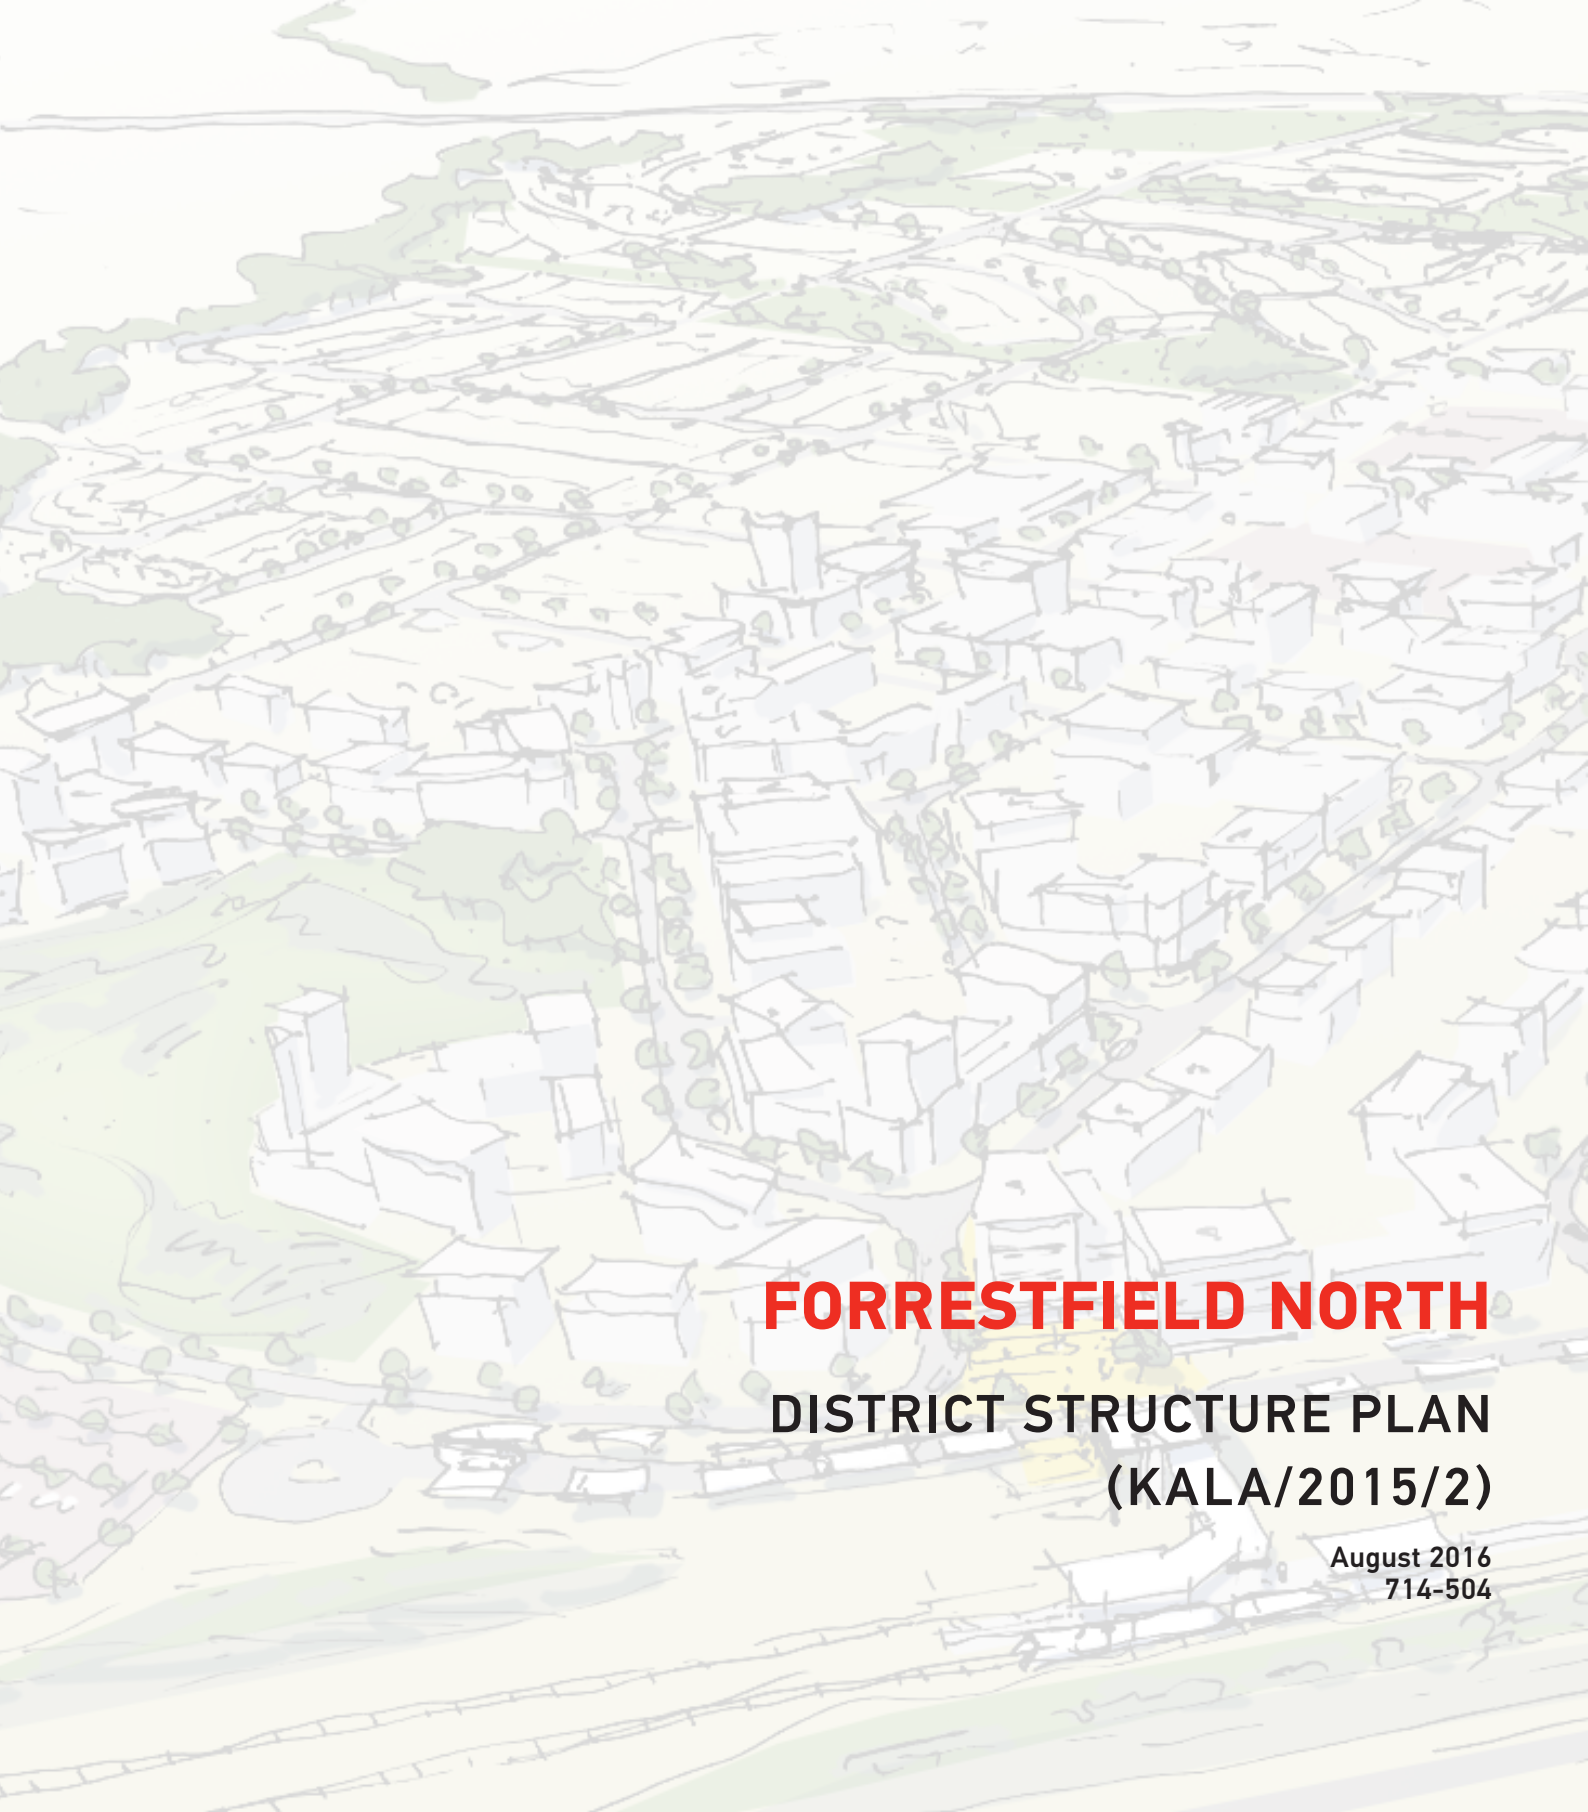 FORRESTFIELD NORTH
DISTRICT STRUCTURE PLAN
(KALA/2015/2)
August 2016
714-504